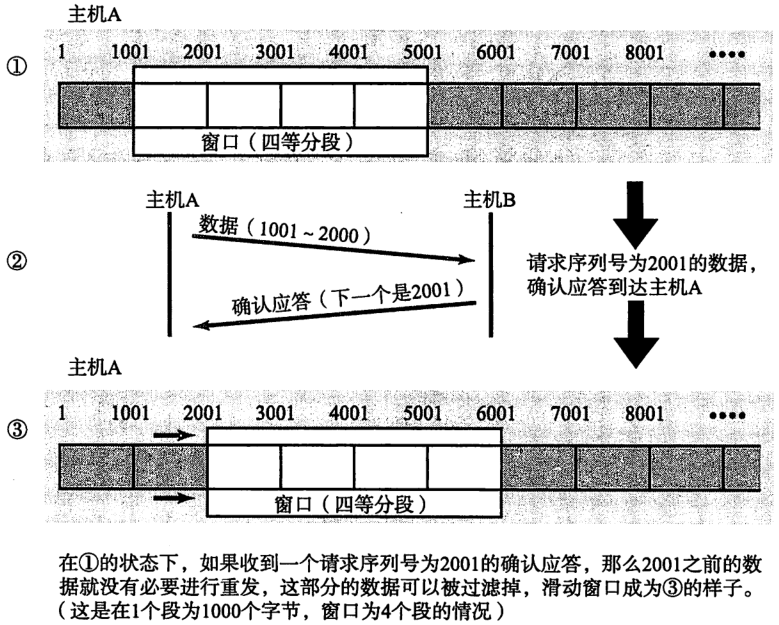 主机A
1 1001 2001 3001 4001 5001 6001 7001 8001 ••••
①
窗口（四等分段）
主机A 主机B
数据（1001～2000）
②
请求序列号为2001的数据，
确认应答到达主机A
确认应答（下一个是2001）
主机A
1 1001 2001 3001 4001 5001 6001 7001 8001 ••••
③
窗口（四等分段）
在①的状态下，如果收到一个请求序列号为2001的确认应答，那么2001之前的数
据就没有必要进行重发，这部分的数据可以被过滤掉，滑动窗口成为③的样子。
（这是在1个段为1000个字节，窗口为4个段的情况）